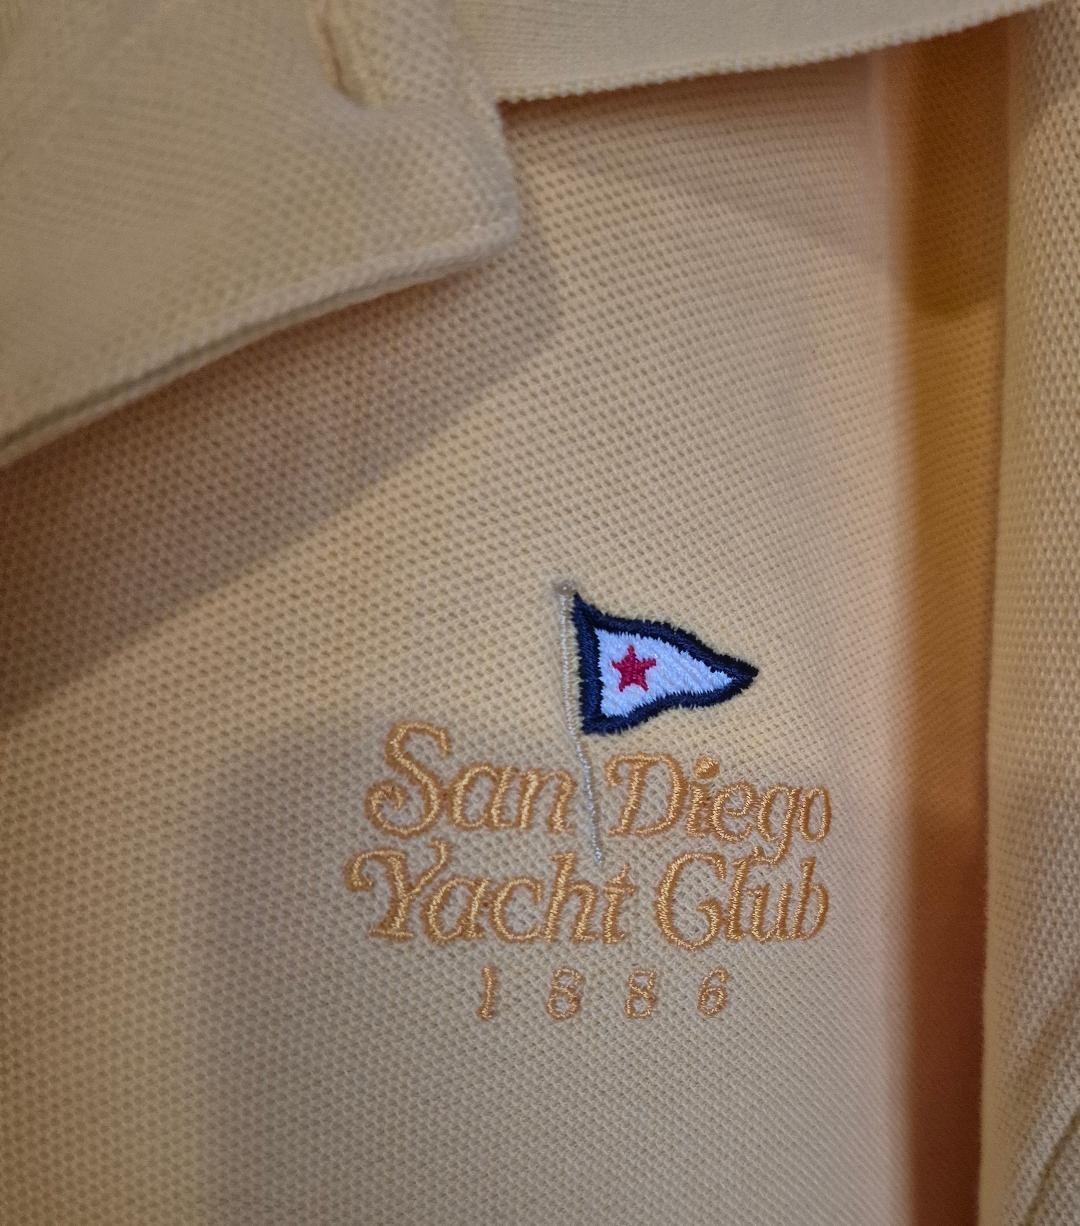 San Diego
Yacht Club
1886